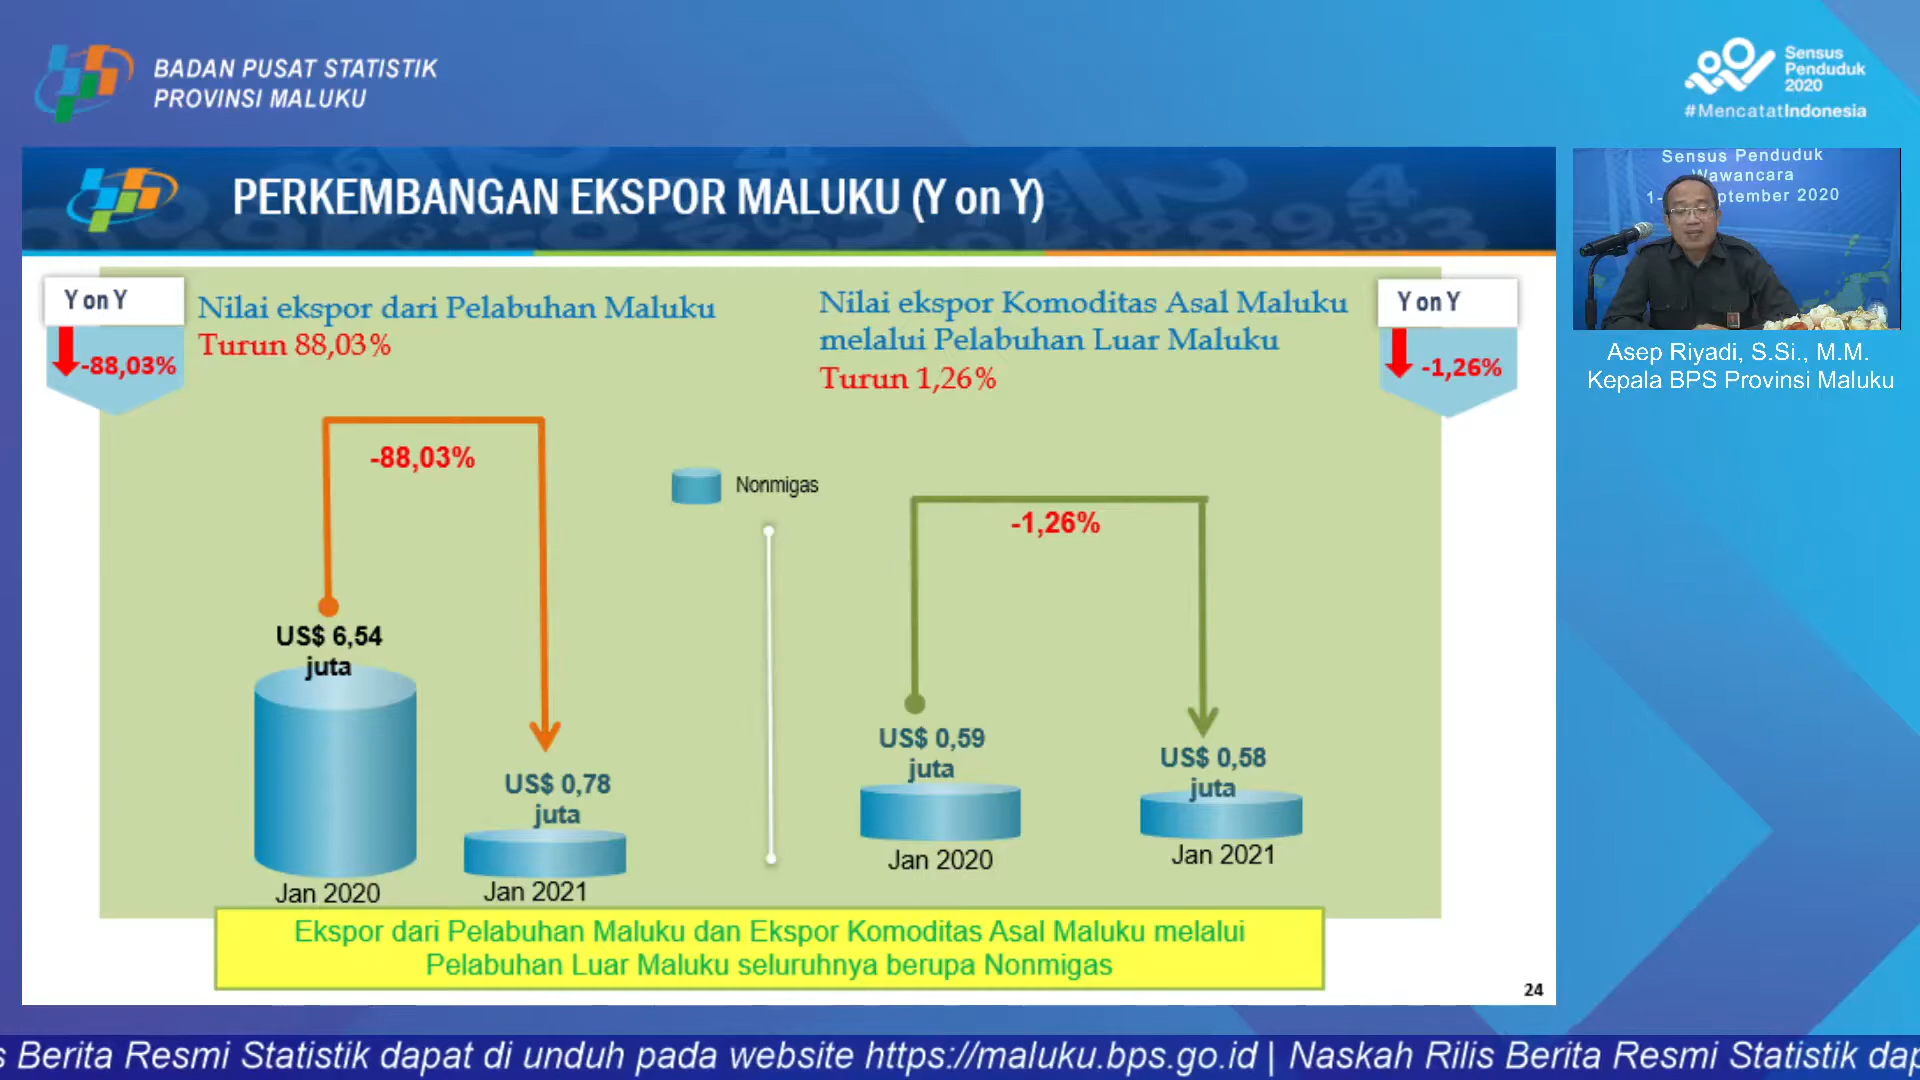 BADAN PUSAT STATISTIK
PROVINSI MALUKU
Sensus
Penduduk
2020
#MencatatIndonesia
PERKEMBANGAN EKSPOR MALUKU (Y on Y)
Y on Y
-88,03%
Nilai ekspor dari Pelabuhan Maluku
Turun 88,03%
Nilai ekspor Komoditas Asal Maluku
melalui Pelabuhan Luar Maluku
Turun 1,26%
Y on Y
-1,26%
-88,03%
Nonmigas
-1,26%
US$ 6,54
juta
US$ 0,78
juta
US$ 0,59
juta
US$ 0,58
juta
Jan 2020
Jan 2021
Jan 2020
Jan 2021
Ekspor dari Pelabuhan Maluku dan Ekspor Komoditas Asal Maluku melalui
Pelabuhan Luar Maluku seluruhnya berupa Nonmigas
24
Sensus Penduduk
Wawancara
2020
Asep Riyadi, S.Si., M.M.
Kepala BPS Provinsi Maluku
s Berita Resmi Statistik dapat di unduh pada website https://maluku.bps.go.id | Naskah Rilis Berita Resmi Statistik dap